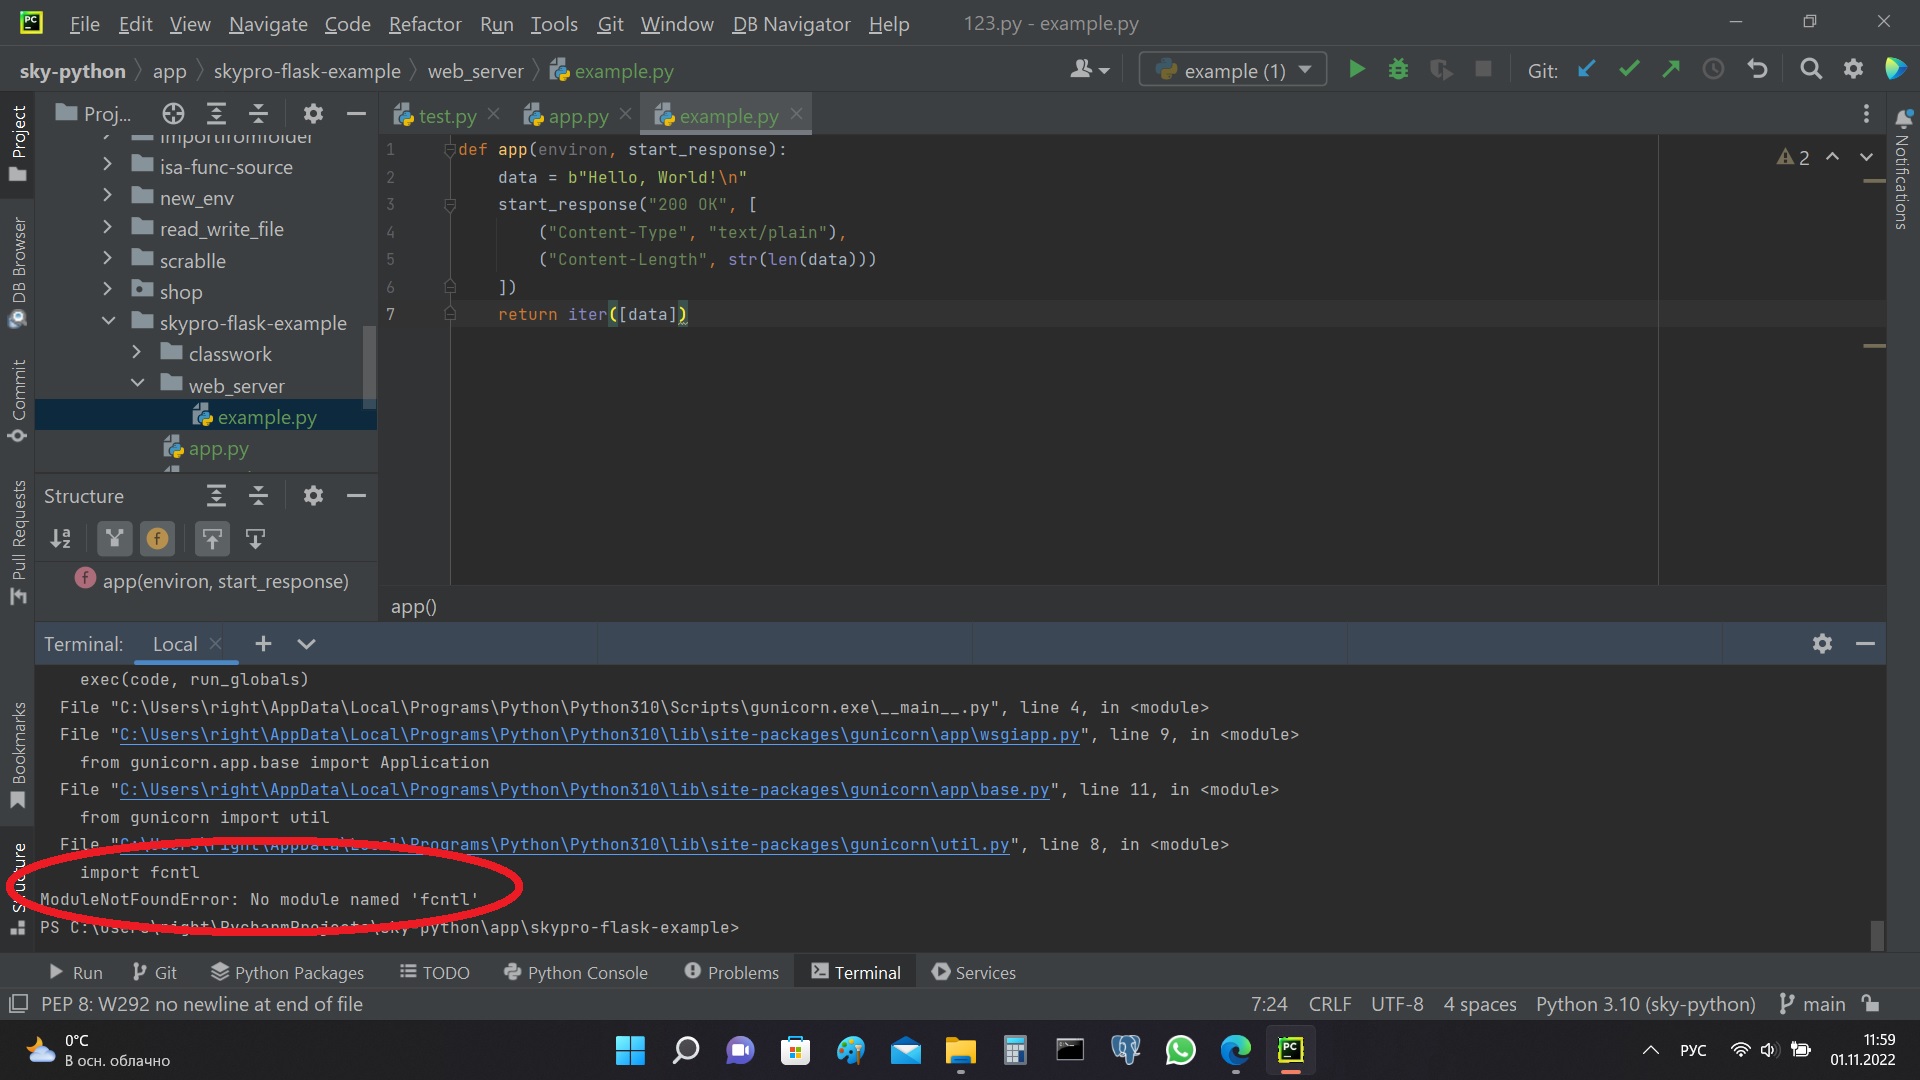 File Edit View Navigate Code Refactor Run Tools Git Window DB Navigator Help 123.py - example.py
sky-python app skypro-flask-example web_server example.py example (1) Git:
Project
Proj...
test.py app.py example.py
importfromfolder
isa-func-source
new_env
read_write_file
scrablle
shop
skypro-flask-example
classwork
web_server
example.py
app.py
1 def app(environ, start_response):
2 data = b"Hello, World!\n"
3 start_response("200 OK", [
4 ("Content-Type", "text/plain"),
5 ("Content-Length", str(len(data)))
6 ])
7 return iter([data])
2
Notifications
DB Browser
Commit
Pull Requests
Bookmarks
Structure
Structure
app(environ, start_response)
app()
Terminal: Local
exec(code, run_globals)
File "C:\Users\right\AppData\Local\Programs\Python\Python310\Scripts\gunicorn.exe\__main__.py", line 4, in <module>
File "C:\Users\right\AppData\Local\Programs\Python\Python310\lib\site-packages\gunicorn\app\wsgiapp.py", line 9, in <module>
from gunicorn.app.base import Application
File "C:\Users\right\AppData\Local\Programs\Python\Python310\lib\site-packages\gunicorn\app\base.py", line 11, in <module>
from gunicorn import util
File "C:\Users\right\AppData\Local\Programs\Python\Python310\lib\site-packages\gunicorn\util.py", line 8, in <module>
import fcntl
ModuleNotFoundError: No module named 'fcntl'
PS C:\Users\right\PycharmProjects\sky-python\app\skypro-flask-example>
Run Git Python Packages TODO Python Console Problems Terminal Services
PEP 8: W292 no newline at end of file 7:24 CRLF UTF-8 4 spaces Python 3.10 (sky-python) main
0°C
В осн. облачно
РУС
11:59
01.11.2022